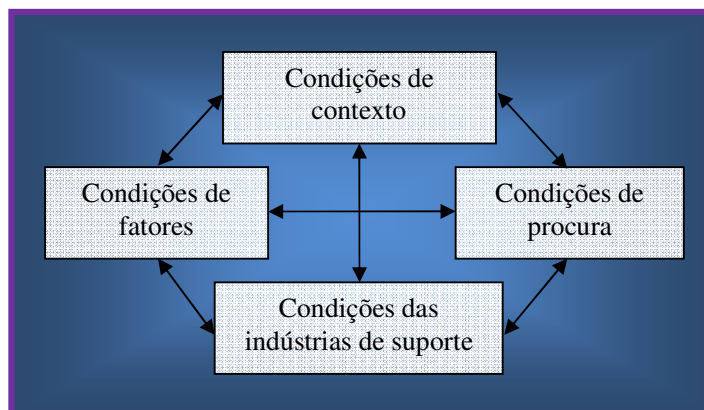 Condições de
contexto
Condições de
fatores
Condições de
procura
Condições das
indústrias de suporte